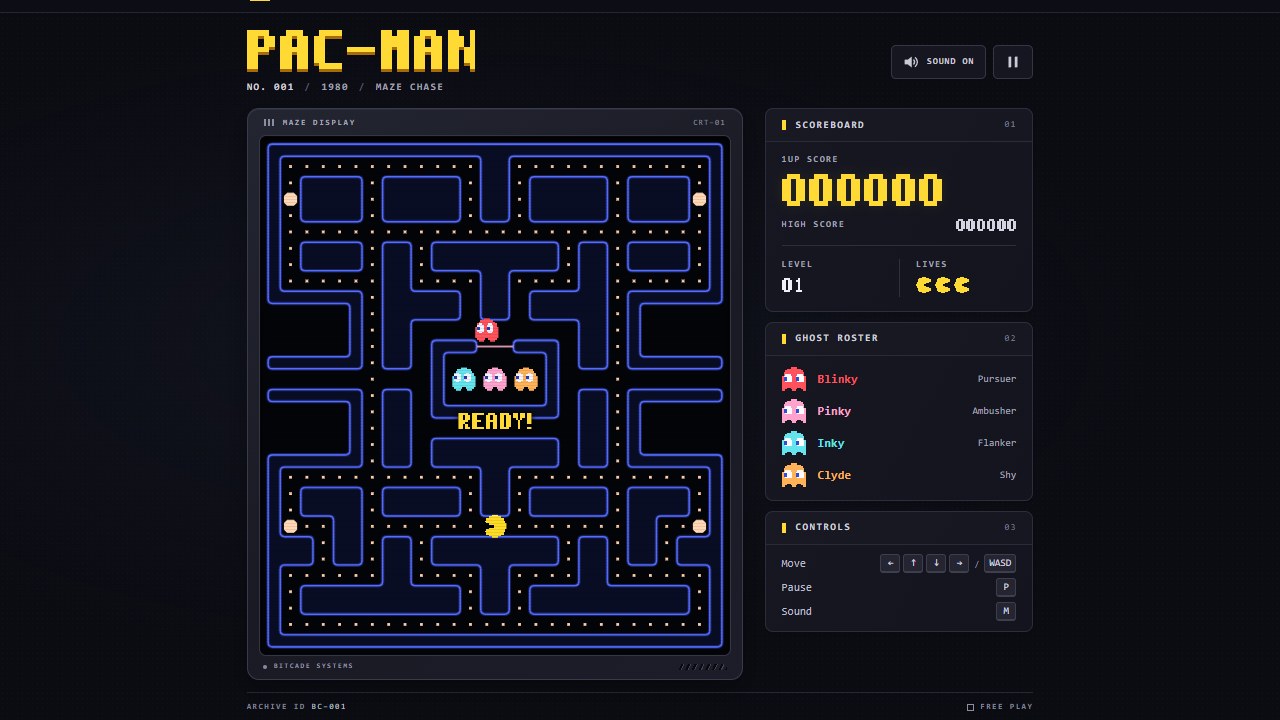 PAC-MAN
NO. 001 / 1980 / MAZE CHASE
SOUND ON
MAZE DISPLAY CRT-01
READY!
BITCADE SYSTEMS
SCOREBOARD 01
1UP SCORE
000000
HIGH SCORE 000000
LEVEL LIVES
01
GHOST ROSTER 02
Blinky Pursuer
Pinky Ambusher
Inky Flanker
Clyde Shy
CONTROLS 03
Move ← ↑ ↓ → / WASD
Pause P
Sound M
ARCHIVE ID BC-001 FREE PLAY